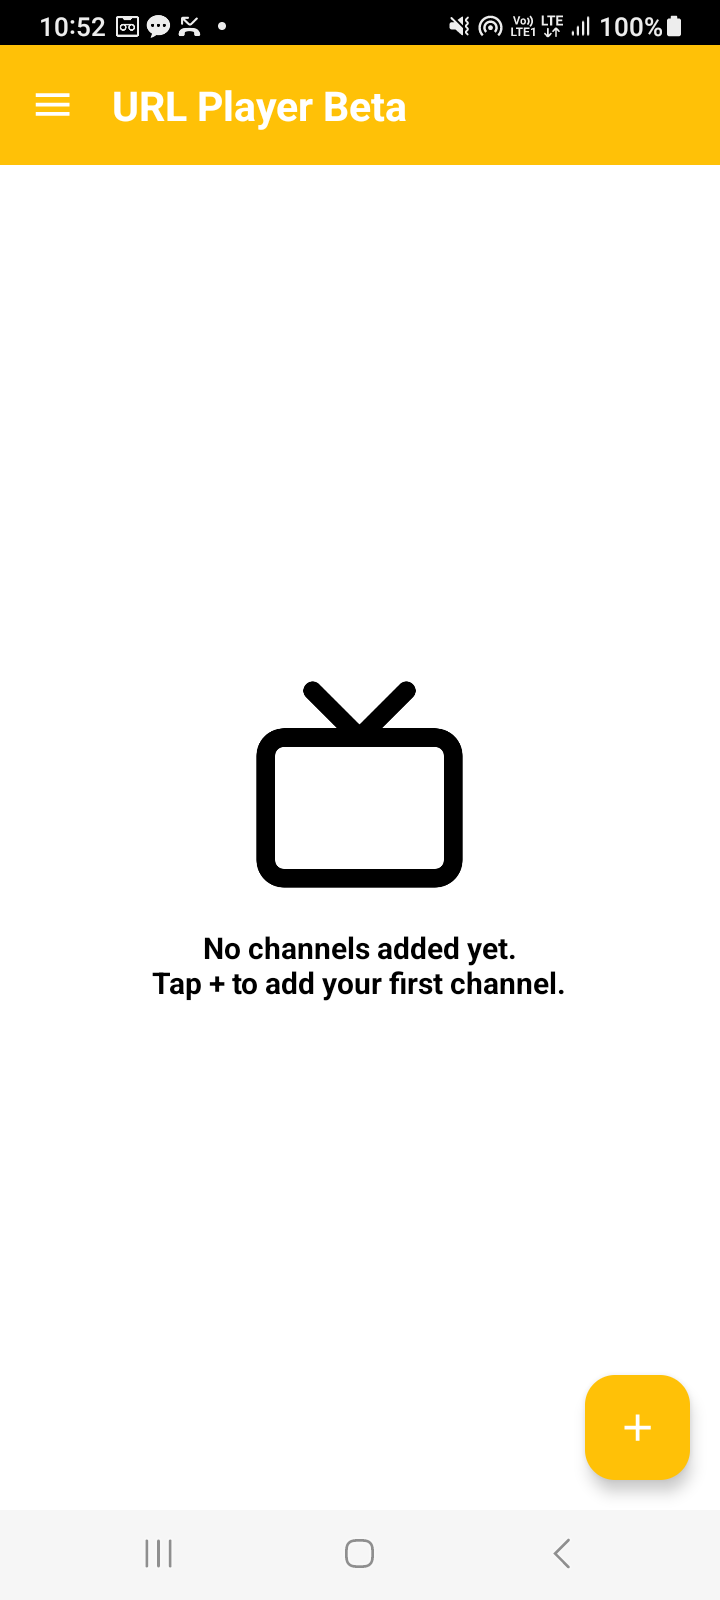 10:52
Vo)) LTE1 LTE 100%
URL Player Beta
No channels added yet.
Tap + to add your first channel.
+